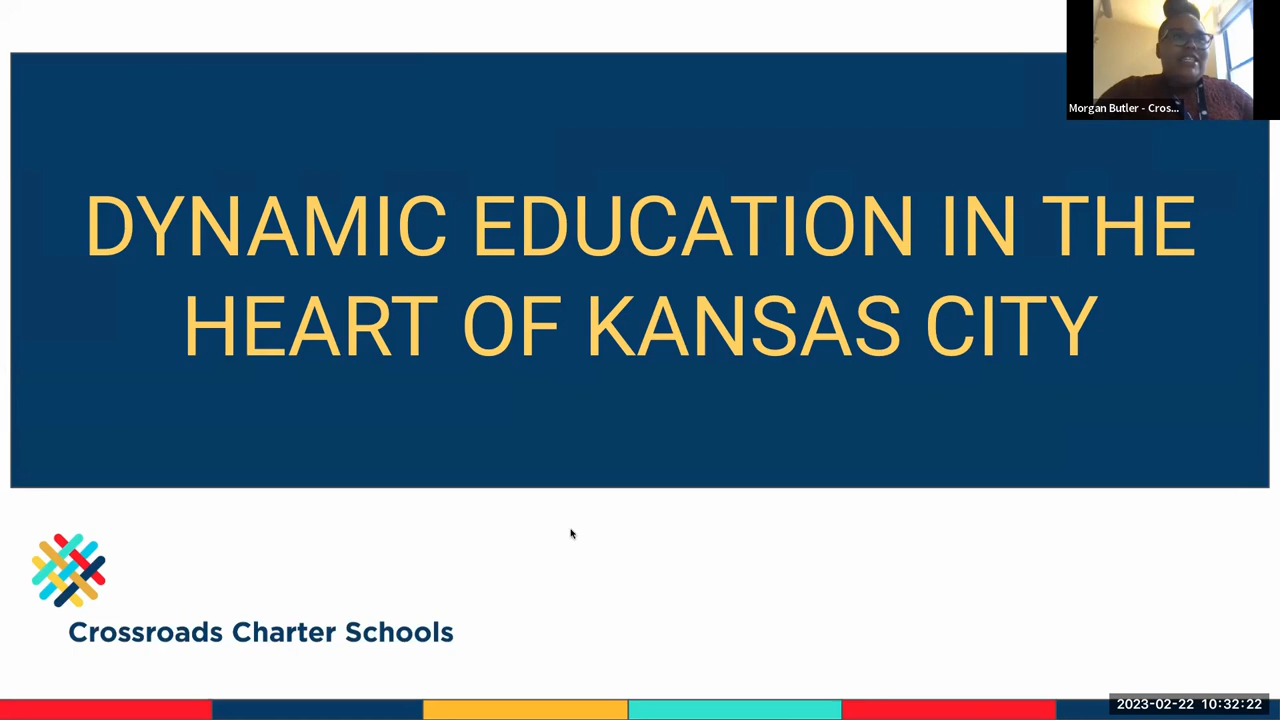 Morgan Butler - Cros...
DYNAMIC EDUCATION IN THE
HEART OF KANSAS CITY
Crossroads Charter Schools
2023-02-22 10:32:22